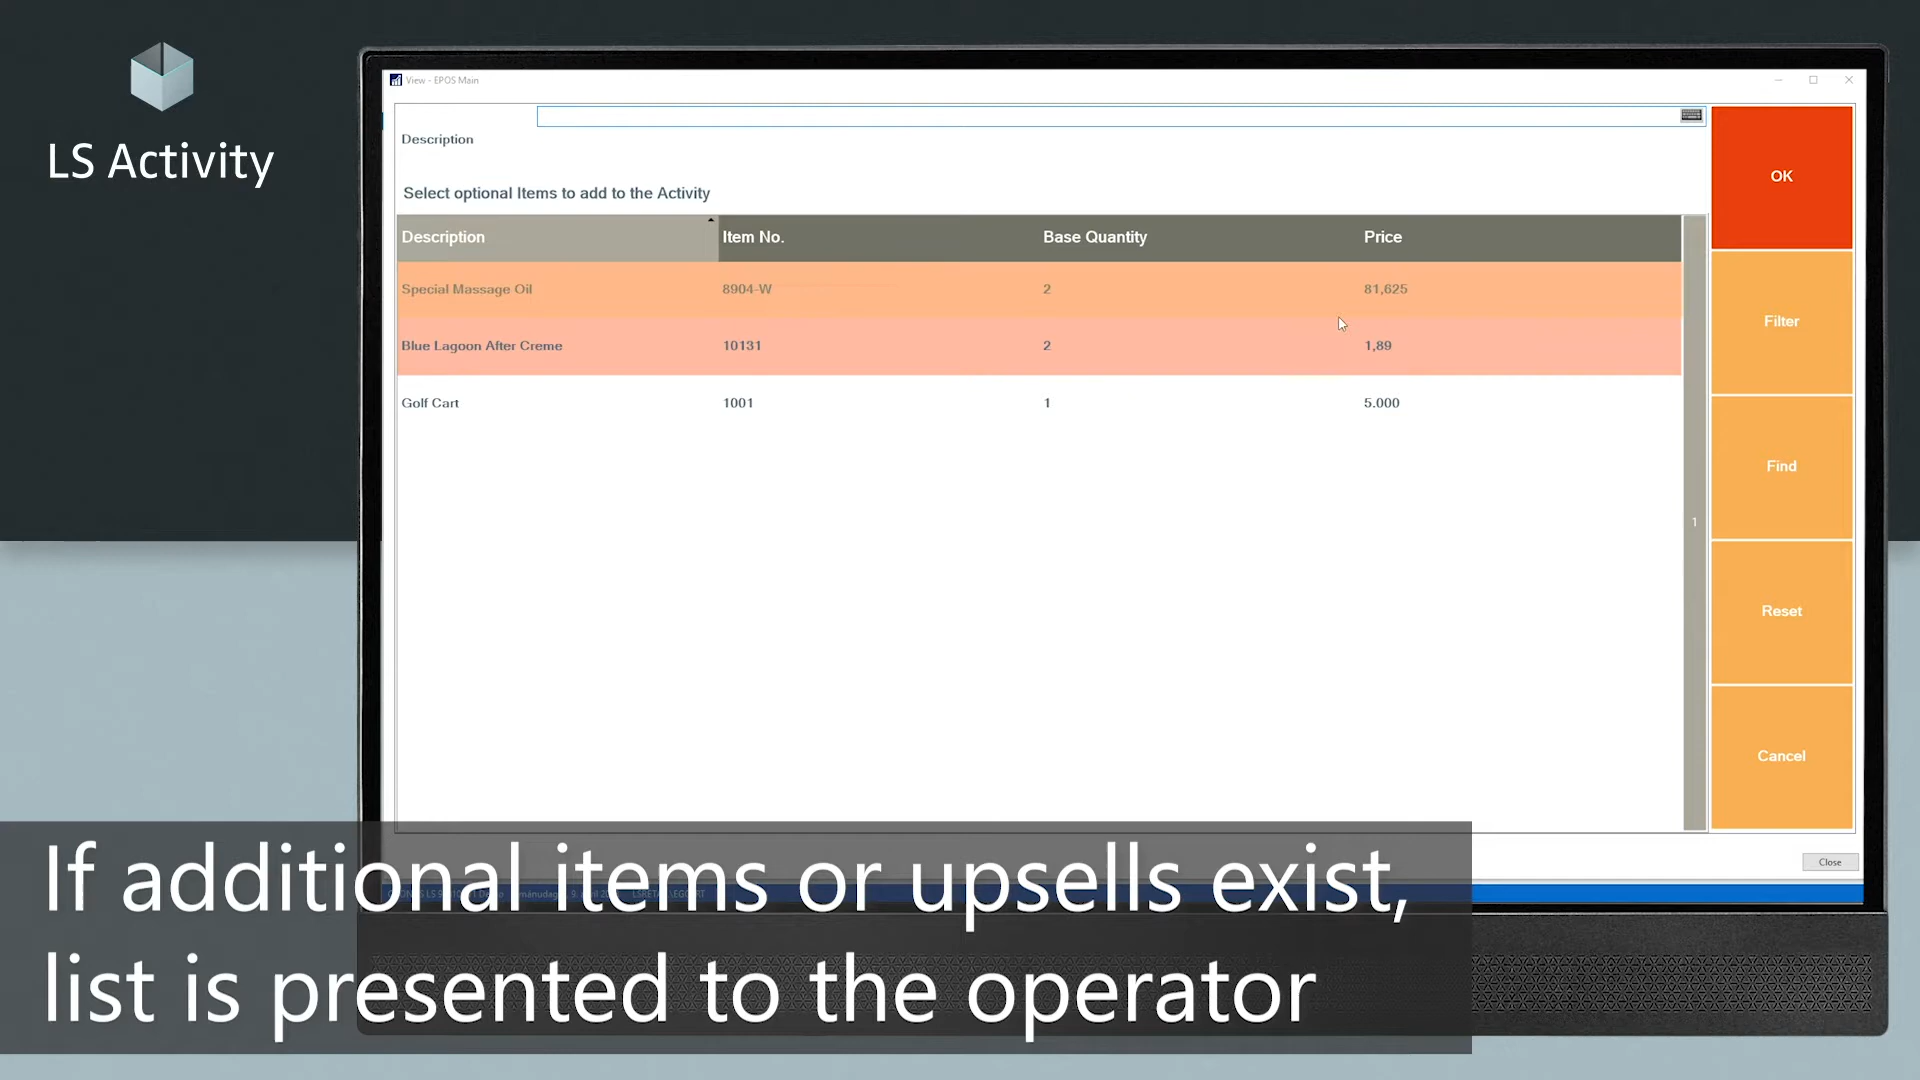 LS Activity
View - EPOS Main
Description
Select optional Items to add to the Activity
Description Item No. Base Quantity Price
Special Massage Oil 8904-W 2 81,625
Blue Lagoon After Creme 10131 2 1,89
Golf Cart 1001 1 5.000
1
OK
Filter
Find
Reset
Cancel
Close
If additional items or upsells exist,
list is presented to the operator